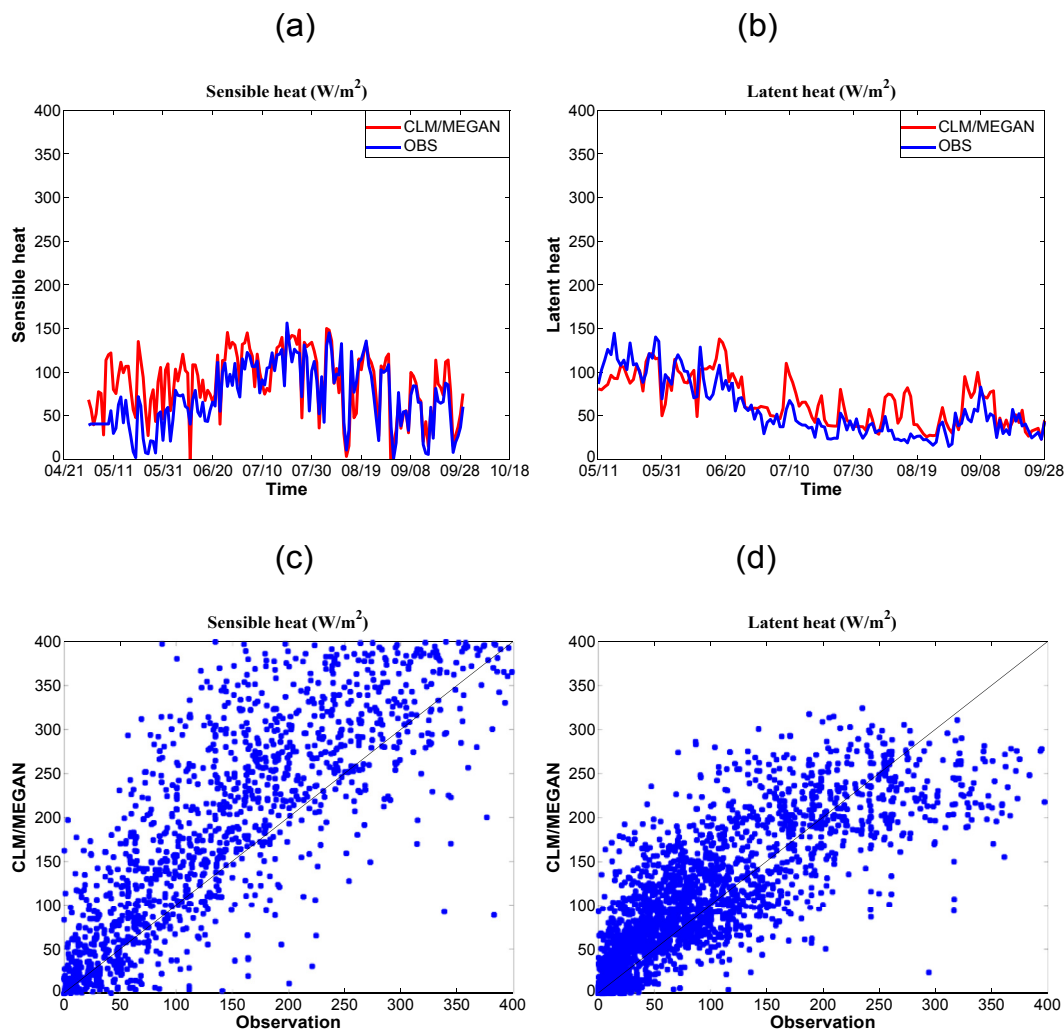 (a)
(b)
Sensible heat (W/m²)
Latent heat (W/m²)
400
350
300
250
200
150
100
50
0
Sensible heat
CLM/MEGAN
OBS
04/21 05/11 05/31 06/20 07/10 07/30 08/19 09/08 09/28 10/18
Time
400
350
300
250
200
150
100
50
0
Latent heat
CLM/MEGAN
OBS
05/11 05/31 06/20 07/10 07/30 08/19 09/08 09/28
Time
(c)
(d)
Sensible heat (W/m²)
Latent heat (W/m²)
400
350
300
250
200
150
100
50
0
CLM/MEGAN
0 50 100 150 200 250 300 350 400
Observation
400
350
300
250
200
150
100
50
0
CLM/MEGAN
0 50 100 150 200 250 300 350 400
Observation